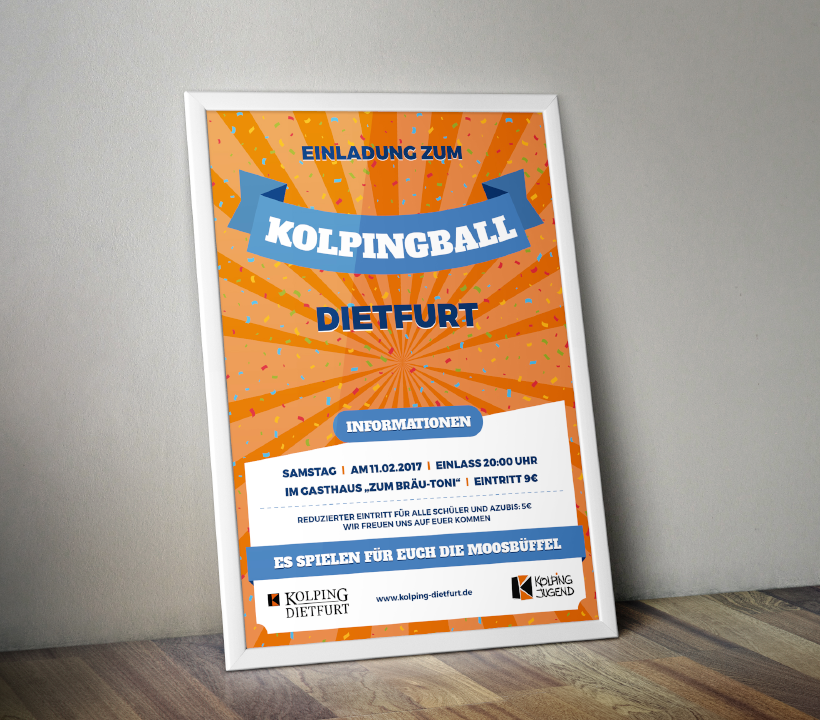 EINLADUNG ZUM
KOLPINGBALL
DIETFURT
INFORMATIONEN
SAMSTAG | AM 11.02.2017 | EINLASS 20:00 UHR
IM GASTHAUS „ZUM BRÄU-TONI“ | EINTRITT 9€
REDUZIERTER EINTRITT FÜR ALLE SCHÜLER UND AZUBIS: 5€
WIR FREUEN UNS AUF EUER KOMMEN
ES SPIELEN FÜR EUCH DIE MOOSBÜFFEL
KOLPING
DIETFURT
www.kolping-dietfurt.de
KOLPING
JUGEND